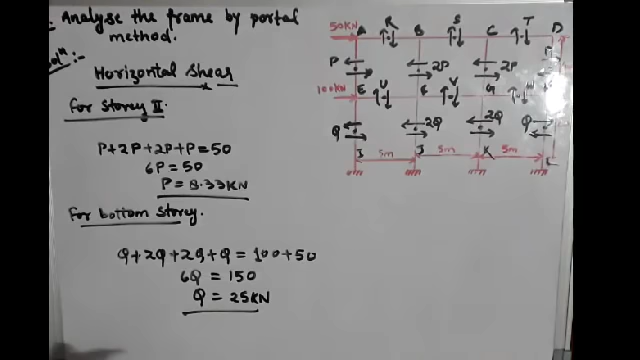 Analyse the frame by portal
method.
Horizontal Shear
for Storey II
P+2P+2P+P=50
6P=50
P=8.33KN
For bottom storey.
Q+2Q+2Q+Q=100+50
6Q=150
Q=25KN
50KN A R B S C T D
P 2P 2P P
100KN E U F V G
Q 2Q 2Q Q
I J K L
5m 5m 5m